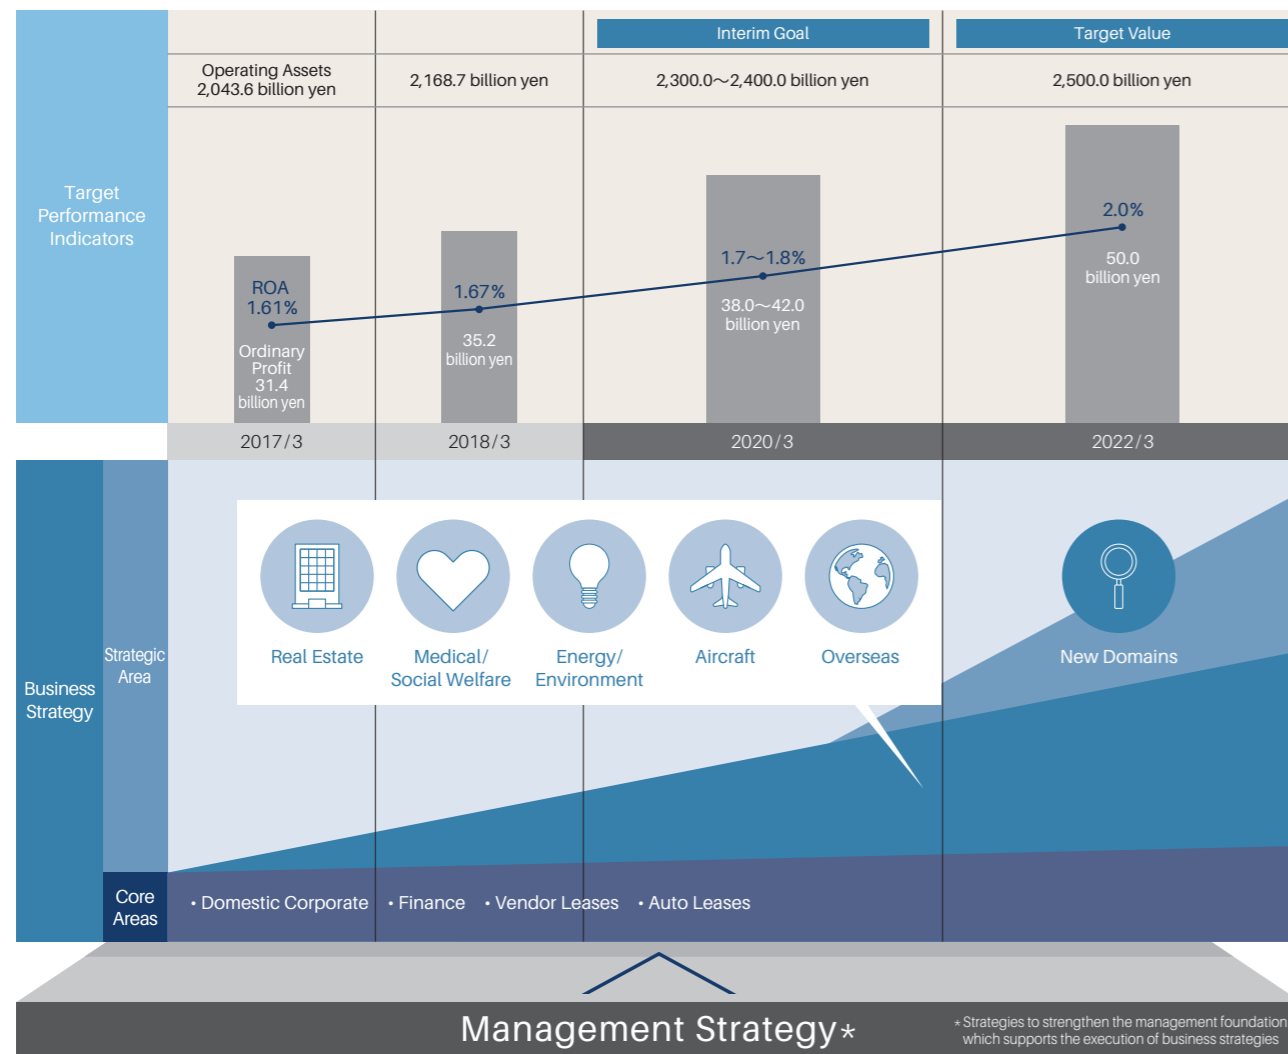 Interim Goal
Target Value
Operating Assets
2,043.6 billion yen
2,168.7 billion yen
2,300.0～2,400.0 billion yen
2,500.0 billion yen
Target
Performance
Indicators
ROA
1.61%
Ordinary
Profit
31.4
billion yen
1.67%
35.2
billion yen
1.7～1.8%
38.0～42.0
billion yen
2.0%
50.0
billion yen
2017/3
2018/3
2020/3
2022/3
Business
Strategy
Strategic
Area
Real Estate
Medical/
Social Welfare
Energy/
Environment
Aircraft
Overseas
New Domains
Core
Areas
• Domestic Corporate • Finance • Vendor Leases • Auto Leases
Management Strategy*
* Strategies to strengthen the management foundation
which supports the execution of business strategies